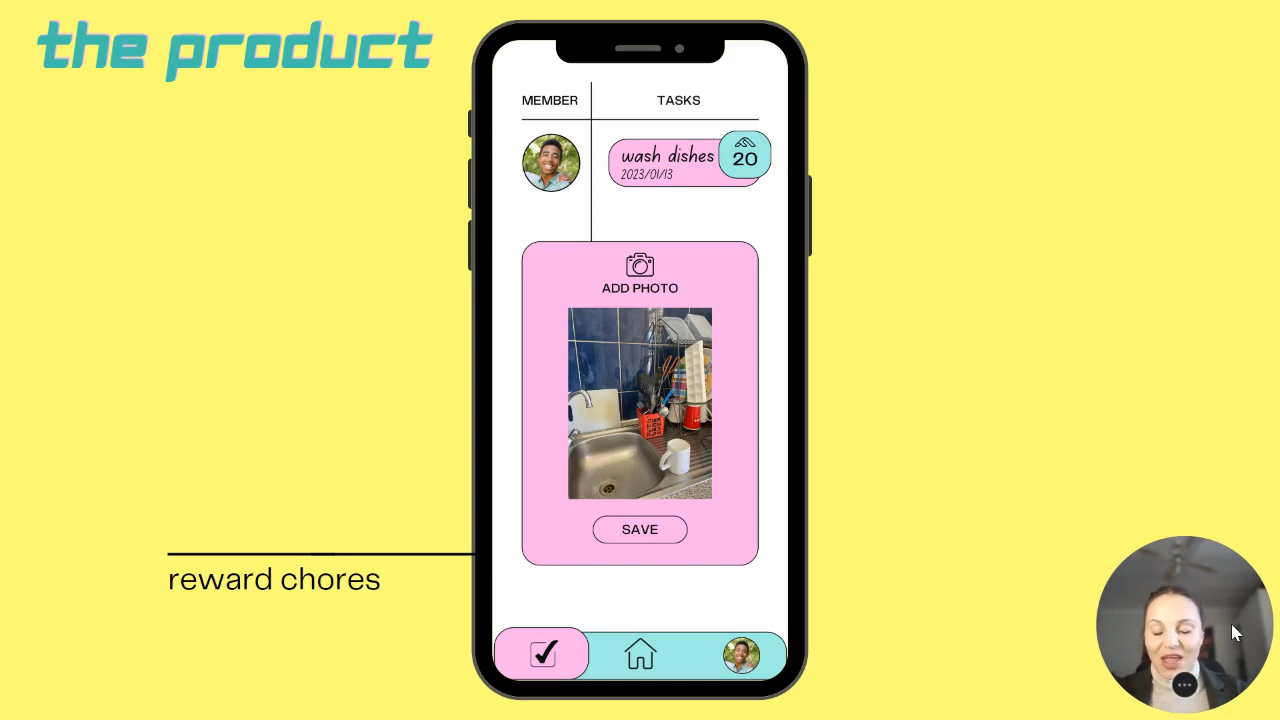 the product
MEMBER TASKS
wash dishes 20
2023/01/13
ADD PHOTO
SAVE
reward chores